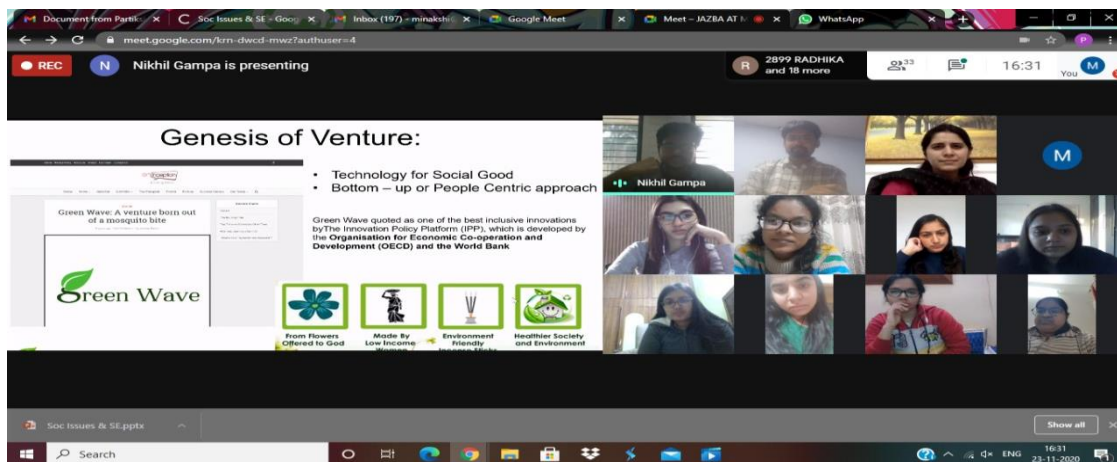 Document from Partik
Soc Issues & SE - Goog
Inbox (197) - minakshi
Google Meet
Meet – JAZBA AT
WhatsApp
meet.google.com/krn-dwcd-mwz?authuser=4
REC
N
Nikhil Gampa is presenting
R
2899 RADHIKA
and 18 more
33
16:31
You
M
Genesis of Venture:
• Technology for Social Good
• Bottom – up or People Centric approach
Green Wave: A venture born out
of a mosquito bite
Green Wave
Green Wave quoted as one of the best inclusive innovations
byThe Innovation Policy Platform (IPP), which is developed by
the Organisation for Economic Co-operation and
Development (OECD) and the World Bank
From Flowers
Offered to God
Made By
Low Income
Women
Environment
Friendly
Incense Sticks
Healthier Society
and Environment
Nikhil Gampa
M
Soc Issues & SE.pptx
Show all
Search
ENG
16:31
23-11-2020